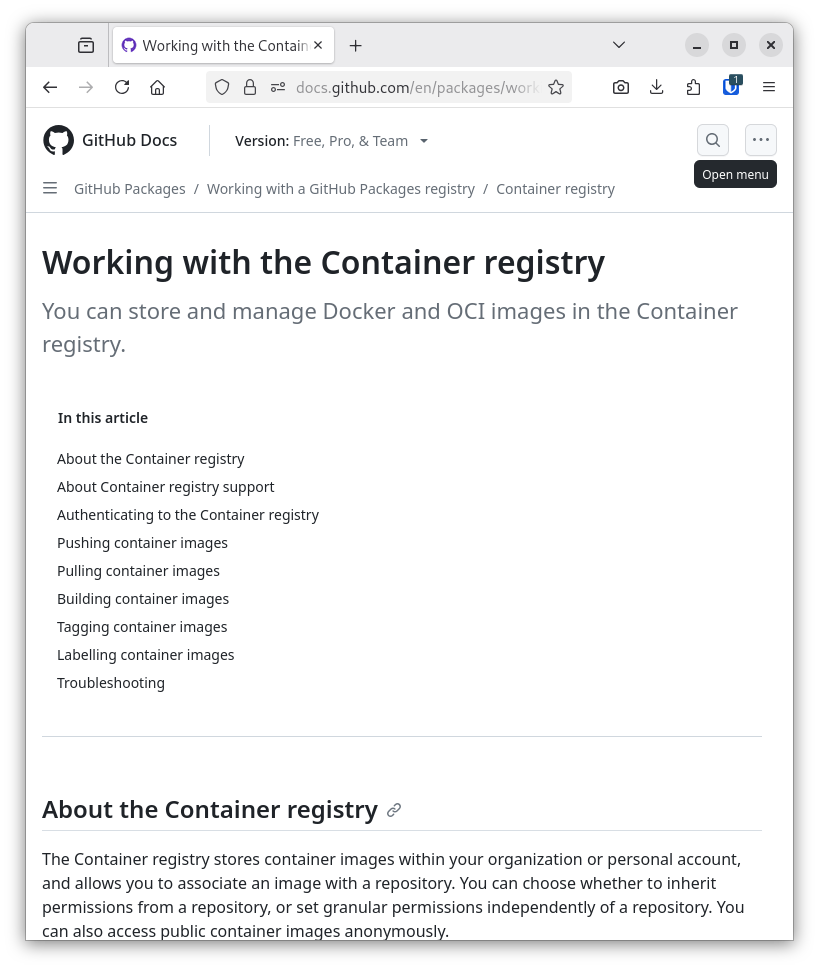 Working with the Contain
docs.github.com/en/packages/work
1
GitHub Docs
Version: Free, Pro, & Team
Open menu
GitHub Packages / Working with a GitHub Packages registry / Container registry
Working with the Container registry
You can store and manage Docker and OCI images in the Container
registry.
In this article
About the Container registry
About Container registry support
Authenticating to the Container registry
Pushing container images
Pulling container images
Building container images
Tagging container images
Labelling container images
Troubleshooting
About the Container registry
The Container registry stores container images within your organization or personal account,
and allows you to associate an image with a repository. You can choose whether to inherit
permissions from a repository, or set granular permissions independently of a repository. You
can also access public container images anonymously.